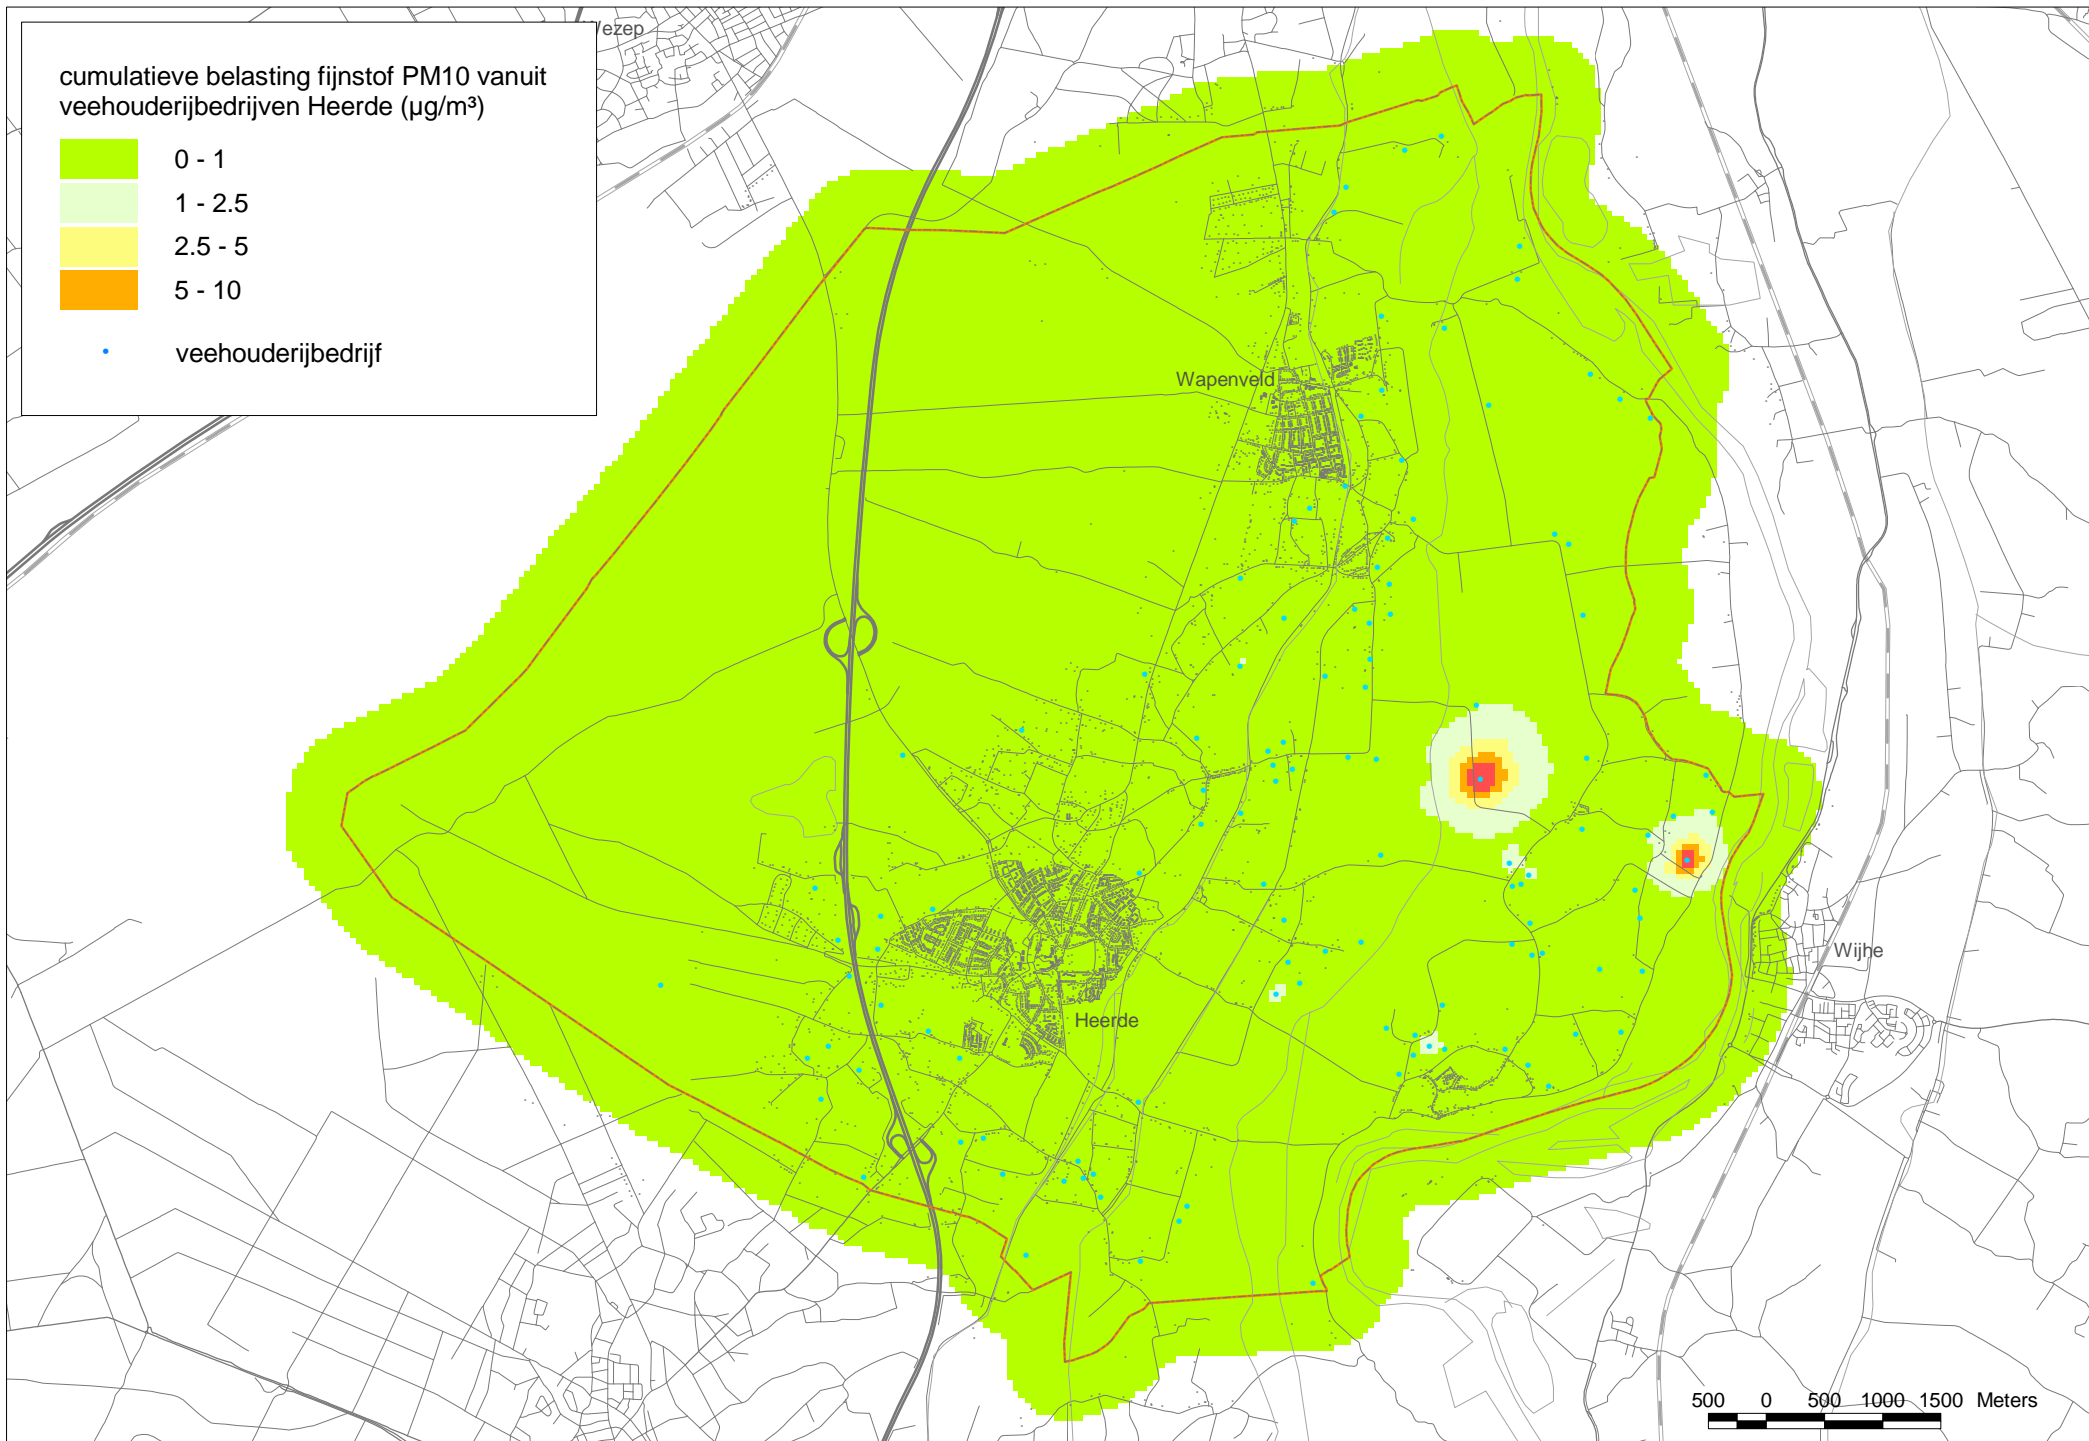 Wezep
cumulatieve belasting fijnstof PM10 vanuit
veehouderijbedrijven Heerde (µg/m³)
0 - 1
1 - 2.5
2.5 - 5
5 - 10
veehouderijbedrijf
Wapenveld
Wijhe
Heerde
500 0 500 1000 1500 Meters